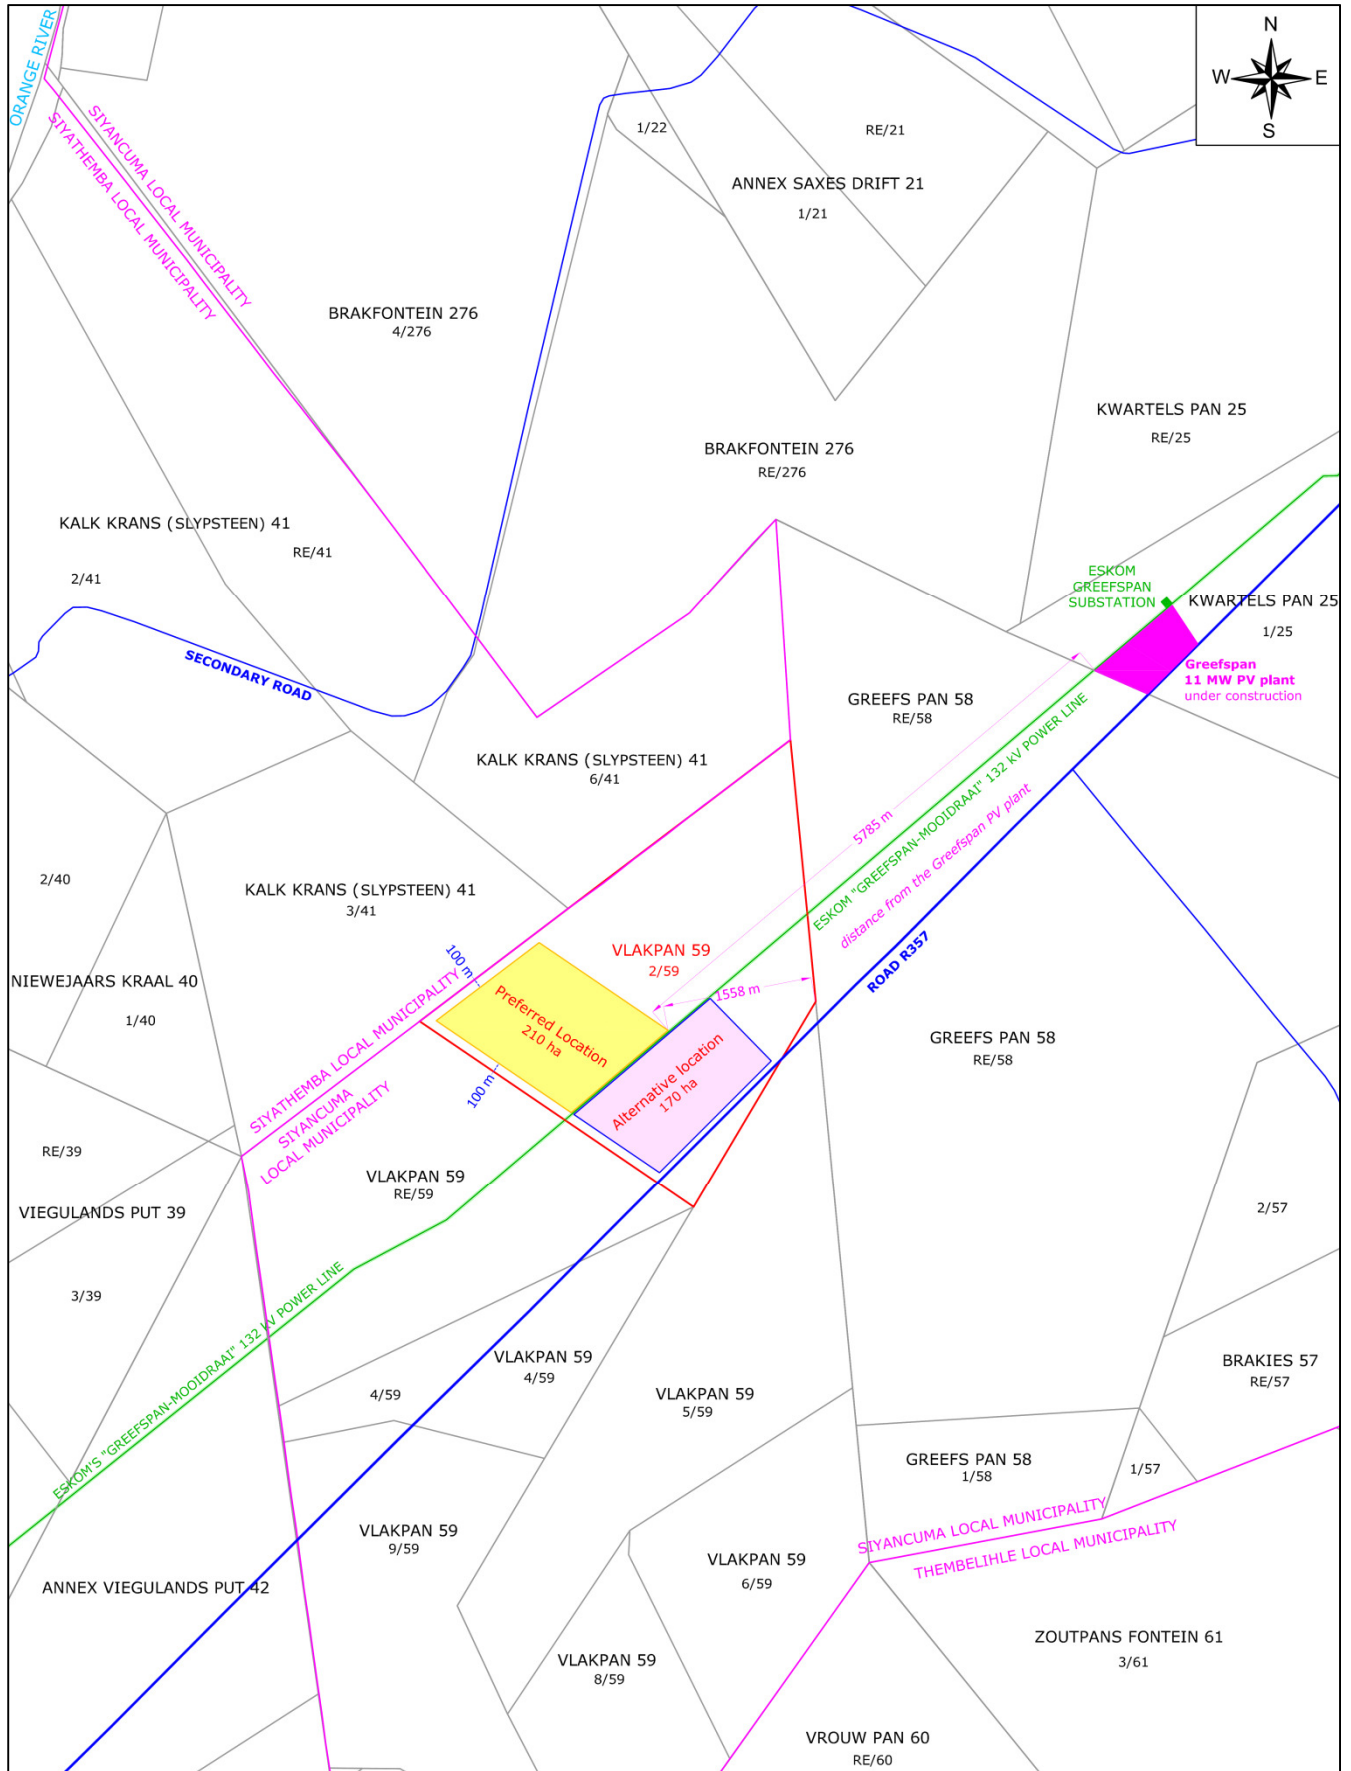 N
W E
S
ORANGE RIVER
SIYANCUMA LOCAL MUNICIPALITY
SIYATHEMBA LOCAL MUNICIPALITY
1/22
RE/21
ANNEX SAXES DRIFT 21
1/21
BRAKFONTEIN 276
4/276
KWARTELS PAN 25
RE/25
BRAKFONTEIN 276
RE/276
KALK KRANS (SLYPSTEEN) 41
RE/41
2/41
ESKOM
GREEFSPAN
SUBSTATION
KWARTELS PAN 25
1/25
SECONDARY ROAD
Greefspan
11 MW PV plant
under construction
GREEFS PAN 58
RE/58
KALK KRANS (SLYPSTEEN) 41
6/41
5785 m
ESKOM "GREEFSPAN-MOOIDRAAI" 132 kV POWER LINE
distance from the Greefspan PV plant
2/40
KALK KRANS (SLYPSTEEN) 41
3/41
ROAD R357
VLAKPAN 59
2/59
100 m
1558 m
NIEWEJAARS KRAAL 40
1/40
Preferred Location
210 ha
GREEFS PAN 58
RE/58
Alternative location
170 ha
100 m
SIYATHEMBA LOCAL MUNICIPALITY
SIYANCUMA
LOCAL MUNICIPALITY
RE/39
VLAKPAN 59
RE/59
VIEGULANDS PUT 39
2/57
3/39
ESKOM'S "GREEFSPAN-MOOIDRAAI" 132 kV POWER LINE
VLAKPAN 59
4/59
BRAKIES 57
RE/57
4/59
VLAKPAN 59
5/59
GREEFS PAN 58
1/58
1/57
SIYANCUMA LOCAL MUNICIPALITY
THEMBELIHLE LOCAL MUNICIPALITY
VLAKPAN 59
9/59
VLAKPAN 59
6/59
ANNEX VIEGULANDS PUT 42
ZOUTPANS FONTEIN 61
3/61
VLAKPAN 59
8/59
VROUW PAN 60
RE/60